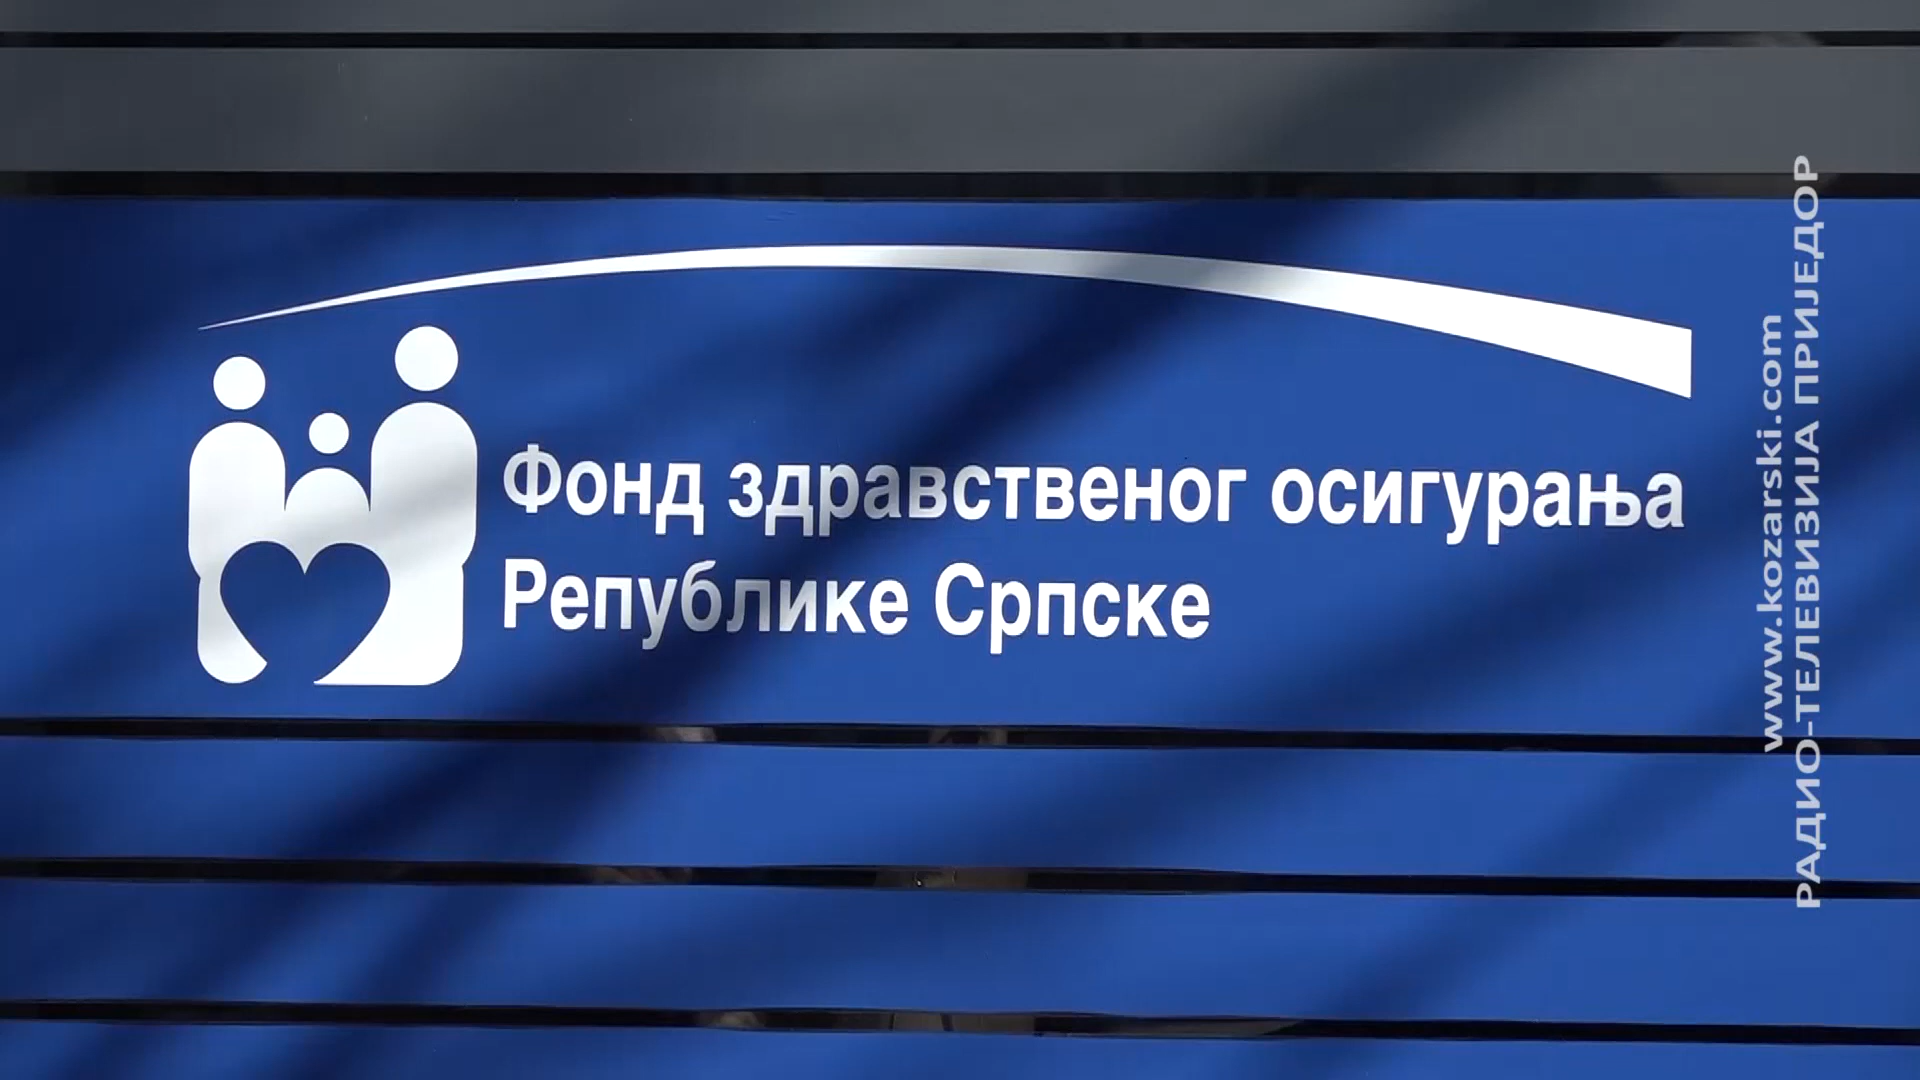 Фонд здравственог осигурања
Републике Српске
www.kozarski.com
РАДИО-ТЕЛЕВИЗИЈА ПРИЈЕДОР